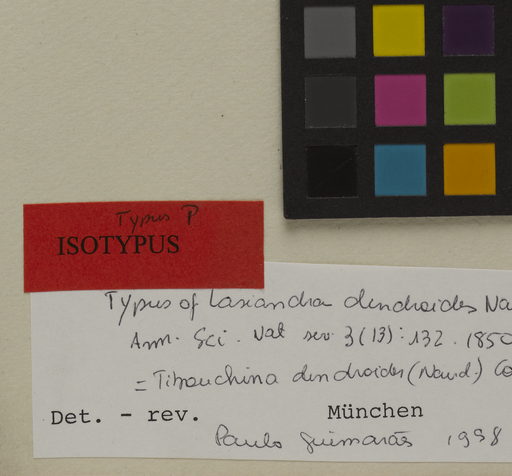 Typus P
ISOTYPUS
Typus of Lasiandra dendroides Na
Ann. Sci. Nat ser 3(13):132. 1850
= Tibouchina dendroides (Naud.) Co
Det. - rev. München
Paulo Guimarães 1998